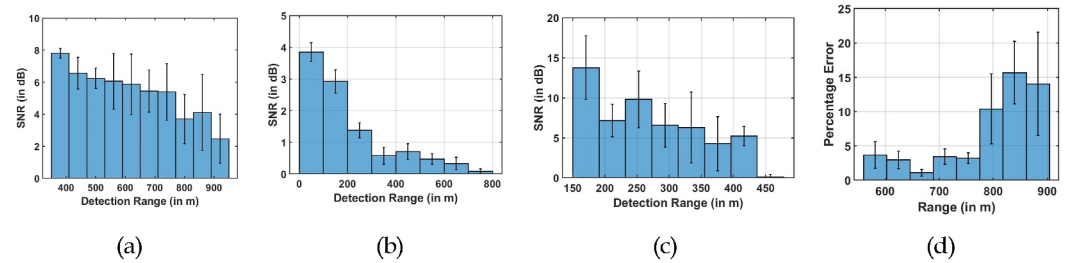 10
8
6
4
2
0
SNR (in dB)
400 500 600 700 800 900
Detection Range (in m)
(a)
5
4
3
2
1
0
SNR (in dB)
0 200 400 600 800
Detection Range (in m)
(b)
20
15
10
5
0
SNR (in dB)
150 200 250 300 350 400 450
Detection Range (in m)
(c)
25
20
15
10
5
0
Percentage Error
600 700 800 900
Range (in m)
(d)